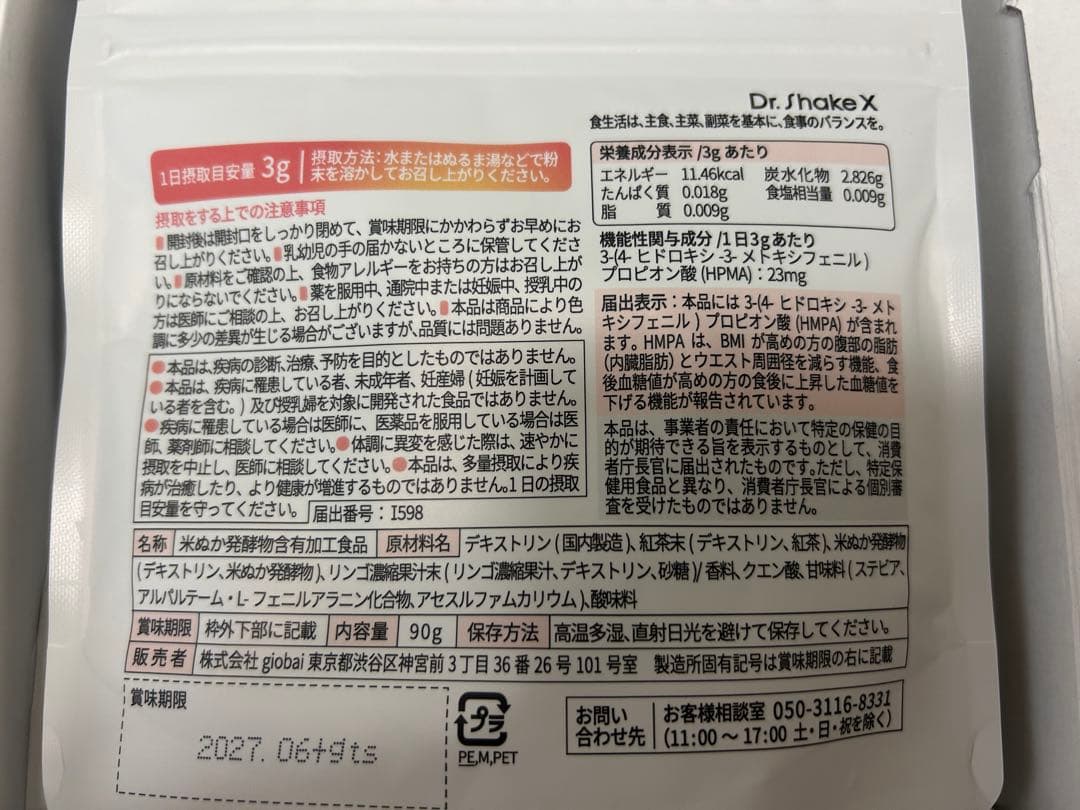 Dr. Shake X
食生活は、主食、主菜、副菜を基本に、食事のバランスを。
1日摂取目安量 3g
摂取方法：水またはぬるま湯などで粉
末を溶かしてお召し上がりください。
摂取をする上での注意事項
開封後は開封口をしっかり閉めて、賞味期限にかかわらずお早めにお
召し上がりください。乳幼児の手の届かないところに保管してくださ
い。原材料をご確認の上、食物アレルギーをお持ちの方はお召し上が
りにならないでください。薬を服用中、通院中または妊娠中、授乳中の
方は医師にご相談の上、お召し上がりください。本品は商品により色
調に多少の差異が生じる場合がございますが、品質には問題ありません。
●本品は、疾病の診断、治療、予防を目的としたものではありません。
●本品は、疾病に罹患している者、未成年者、妊産婦（妊娠を計画して
いる者を含む。）及び授乳婦を対象に開発された食品ではありません。
●疾病に罹患している場合は医師に、医薬品を服用している場合は医
師、薬剤師に相談してください。●体調に異変を感じた際は、速やかに
摂取を中止し、医師に相談してください。●本品は、多量摂取により疾
病が治癒したり、より健康が増進するものではありません。1日の摂取
目安量を守ってください。
届出番号：I598
栄養成分表示 /3g あたり
エネルギー 11.46kcal 炭水化物 2.826g
たんぱく質 0.018g 食塩相当量 0.009g
脂 質 0.009g
機能性関与成分 /1日3gあたり
3-(4- ヒドロキシ -3- メトキシフェニル )
プロピオン酸 (HPMA)：23mg
届出表示：本品には 3-(4- ヒドロキシ -3- メト
キシフェニル ) プロピオン酸 (HMPA) が含まれ
ます。HMPA は、BMI が高めの方の腹部の脂肪
(内臓脂肪) とウエスト周囲径を減らす機能、食
後血糖値が高めの方の食後に上昇した血糖値を
下げる機能が報告されています。
本品は、事業者の責任において特定の保健の目
的が期待できる旨を表示するものとして、消費
者庁長官に届出されたものです。ただし、特定保
健用食品と異なり、消費者庁長官による個別審
査を受けたものではありません。
名称 米ぬか発酵物含有加工食品 原材料名 デキストリン ( 国内製造 )、紅茶末 ( デキストリン、紅茶 )、米ぬか発酵物
(デキストリン、米ぬか発酵物 )、リンゴ濃縮果汁末 ( リンゴ濃縮果汁、デキストリン、砂糖 )/ 香料、クエン酸、甘味料 ( ステビア、
アルパルテーム・L- フェニルアラニン化合物、アセスルファムカリウム )、酸味料
賞味期限 枠外下部に記載 内容量 90g 保存方法 高温多湿、直射日光を避けて保存してください。
販売者 株式会社 giobai 東京都渋谷区神宮前 3 丁目 36 番 26 号 101 号室 製造所固有記号は賞味期限の右に記載
賞味期限
2027. 06+gts
プラ
PE,M,PET
お問い
合わせ先
お客様相談室 050-3116-8331
(11:00 ～ 17:00 土・日・祝を除く)